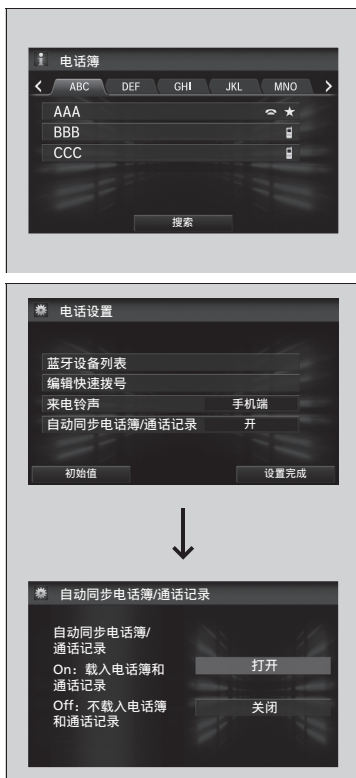 电话簿
ABC DEF GHI JKL MNO
AAA
BBB
CCC
搜索
电话设置
蓝牙设备列表
编辑快速拨号
来电铃声 手机端
自动同步电话簿/通话记录 开
初始值 设置完成
自动同步电话簿/通话记录
自动同步电话簿/
通话记录
On：载入电话簿和
通话记录
Off：不载入电话簿
和通话记录
打开
关闭